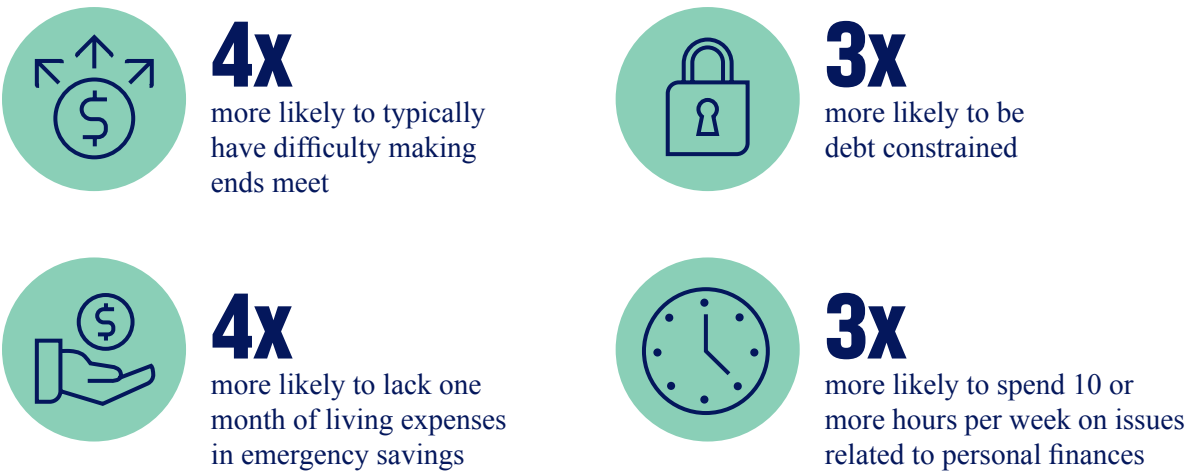 4x
more likely to typically
have difficulty making
ends meet
3x
more likely to be
debt constrained
4x
more likely to lack one
month of living expenses
in emergency savings
3x
more likely to spend 10 or
more hours per week on issues
related to personal finances